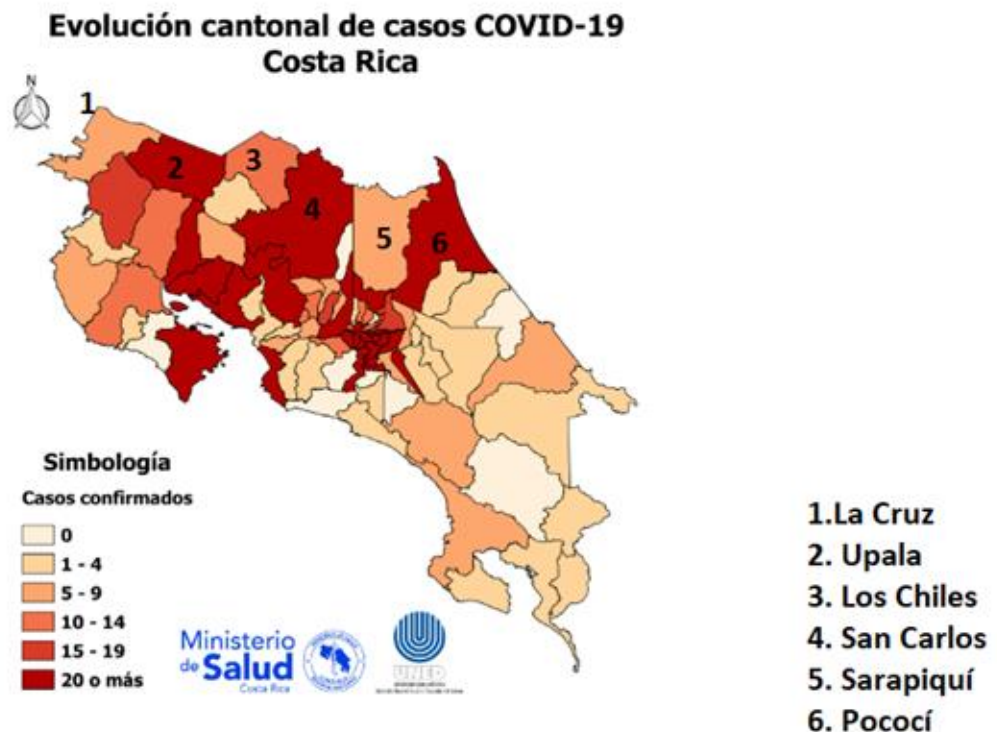 Evolución cantonal de casos COVID-19
Costa Rica
N
1
2
3
4
5
6
Simbología
Casos confirmados
0
1 - 4
5 - 9
10 - 14
15 - 19
20 o más
Ministerio
de Salud
Costa Rica
UNED
1.La Cruz
2. Upala
3. Los Chiles
4. San Carlos
5. Sarapiquí
6. Pococí